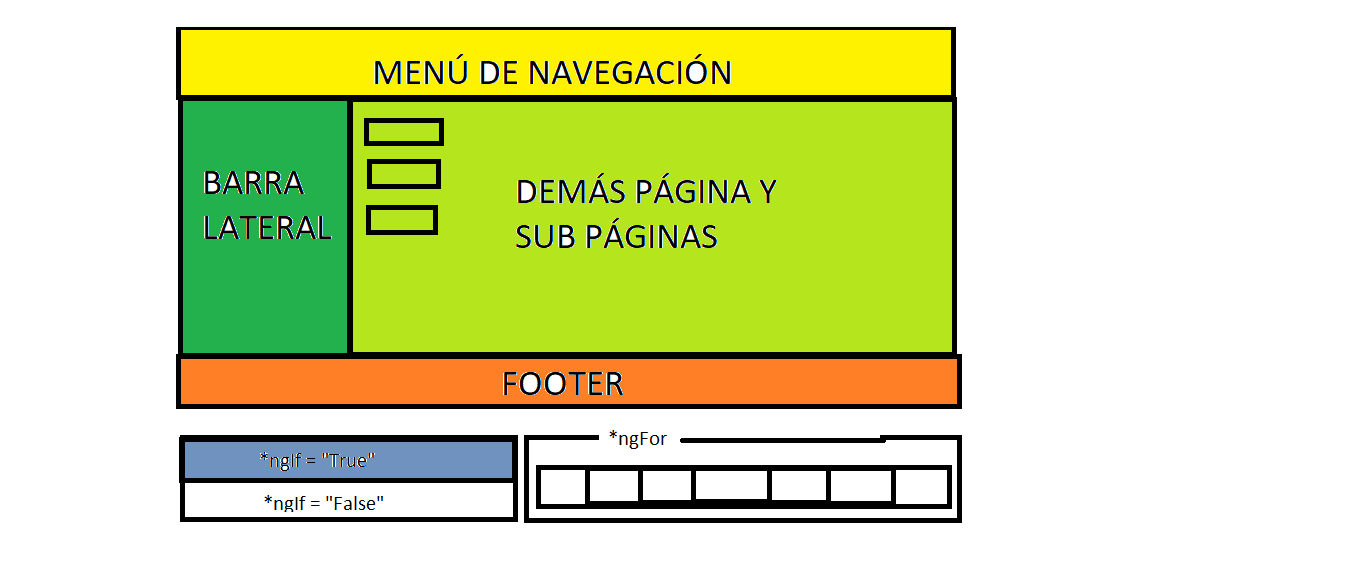 MENÚ DE NAVEGACIÓN
BARRA
LATERAL
DEMÁS PÁGINA Y
SUB PÁGINAS
FOOTER
*ngIf = "True"
*ngIf = "False"
*ngFor